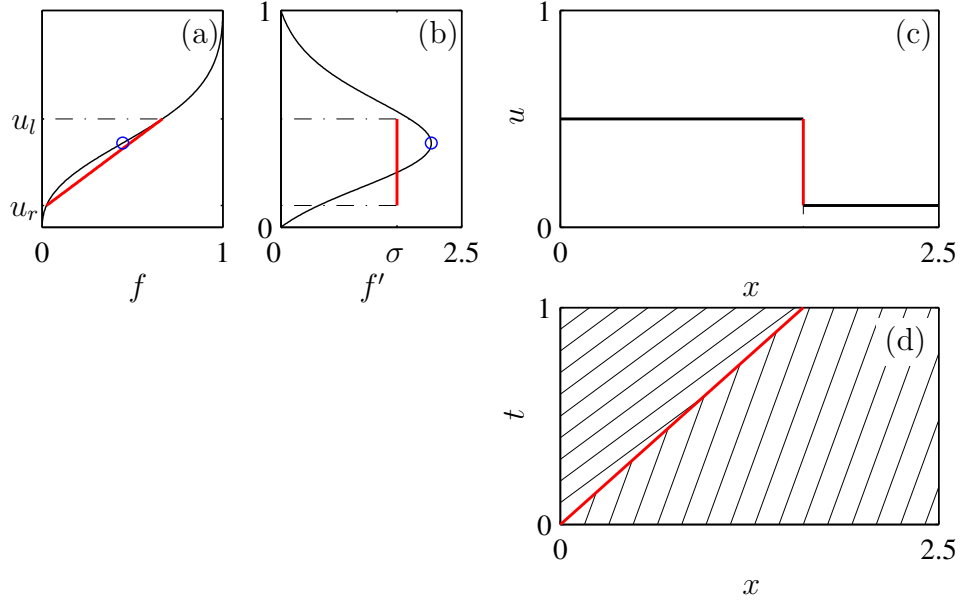 1 (a) (b) 1 (c)
u_l u
u_r
0 0
0 1 0 σ 2.5 0 2.5
f f′ x
1 (d)
t
0
0 2.5
x